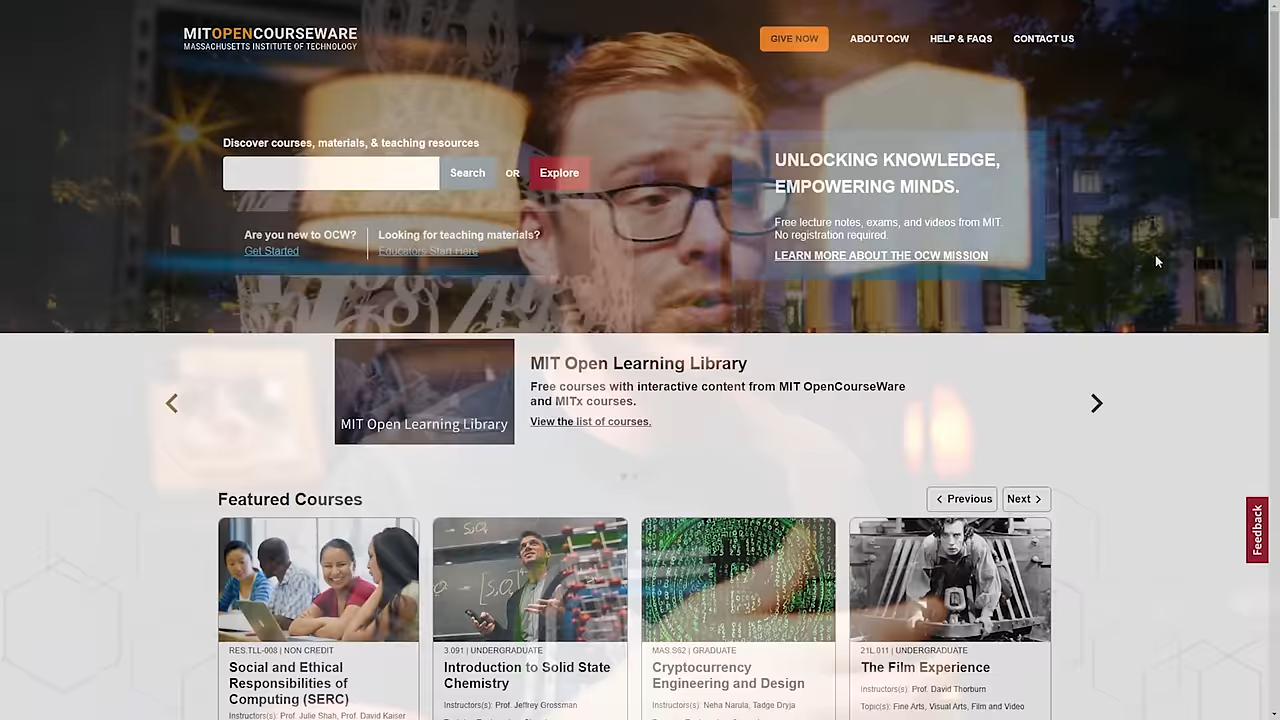 MITOPENCOURSEWARE
MASSACHUSETTS INSTITUTE OF TECHNOLOGY
GIVE NOW
ABOUT OCW
HELP & FAQS
CONTACT US
Discover courses, materials, & teaching resources
Search
OR
Explore
Are you new to OCW?
Get Started
Looking for teaching materials?
Educators Start Here
UNLOCKING KNOWLEDGE,
EMPOWERING MINDS.
Free lecture notes, exams, and videos from MIT.
No registration required.
LEARN MORE ABOUT THE OCW MISSION
MIT Open Learning Library
MIT Open Learning Library
Free courses with interactive content from MIT OpenCourseWare
and MITx courses.
View the list of courses.
Featured Courses
Previous
Next
Feedback
RES.TLL-008 | NON CREDIT
Social and Ethical
Responsibilities of
Computing (SERC)
Instructors(s): Prof. Julie Shah, Prof. David Kaiser
3.091 | UNDERGRADUATE
Introduction to Solid State
Chemistry
Instructors(s): Prof. Jeffrey Grossman
MAS.S62 | GRADUATE
Cryptocurrency
Engineering and Design
Instructors(s): Neha Narula, Tadge Dryja
21L.011 | UNDERGRADUATE
The Film Experience
Instructors(s): Prof. David Thorburn
Topic(s): Fine Arts, Visual Arts, Film and Video